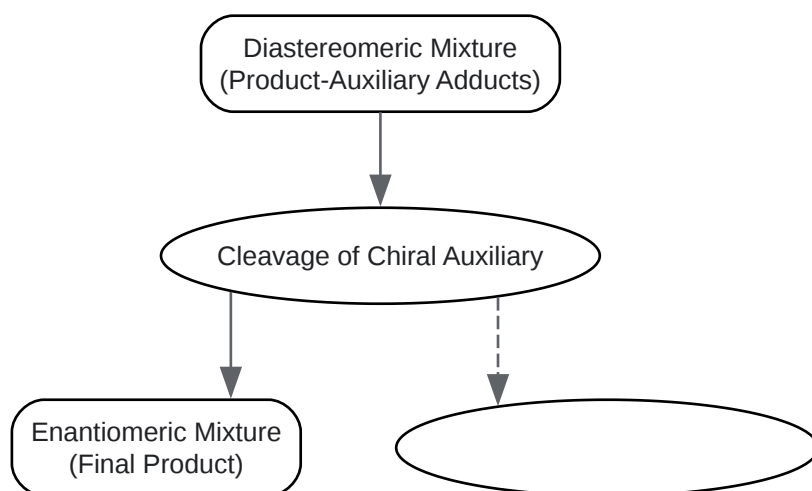 Diastereomeric Mixture
(Product-Auxiliary Adducts)
Cleavage of Chiral Auxiliary
Enantiomeric Mixture
(Final Product)